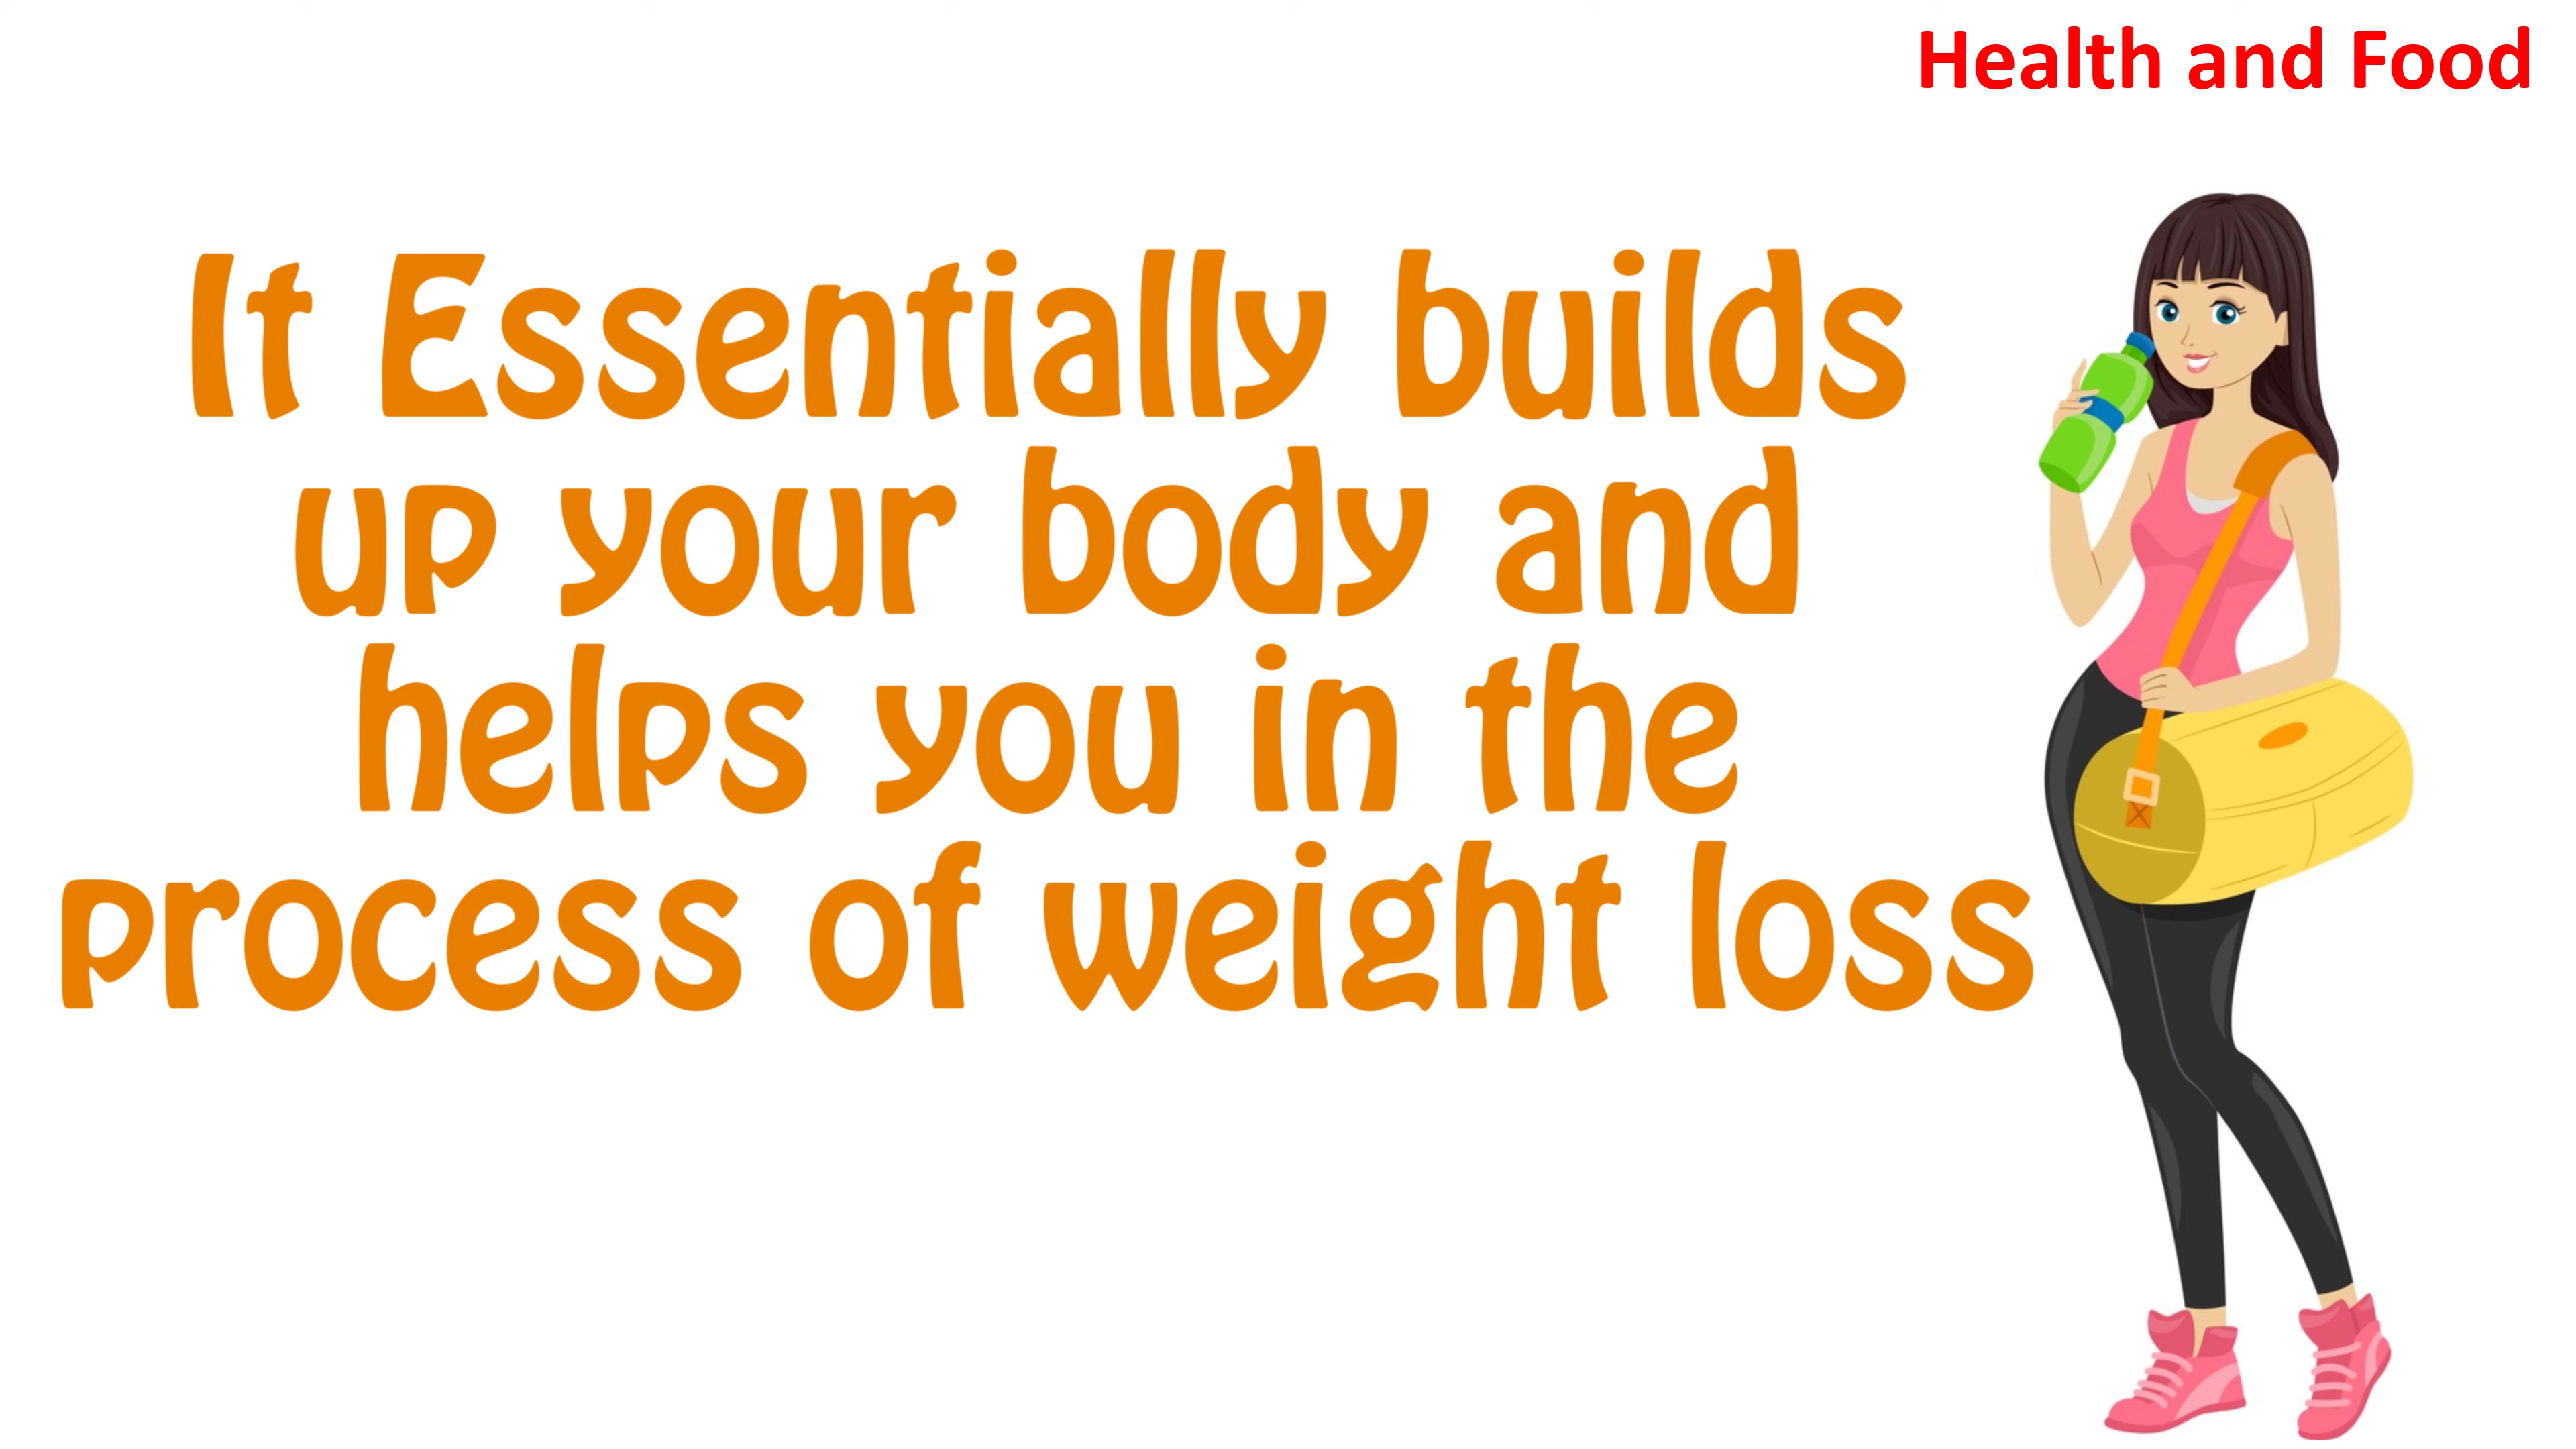 Health and Food
It Essentially builds
up your body and
helps you in the
process of weight loss